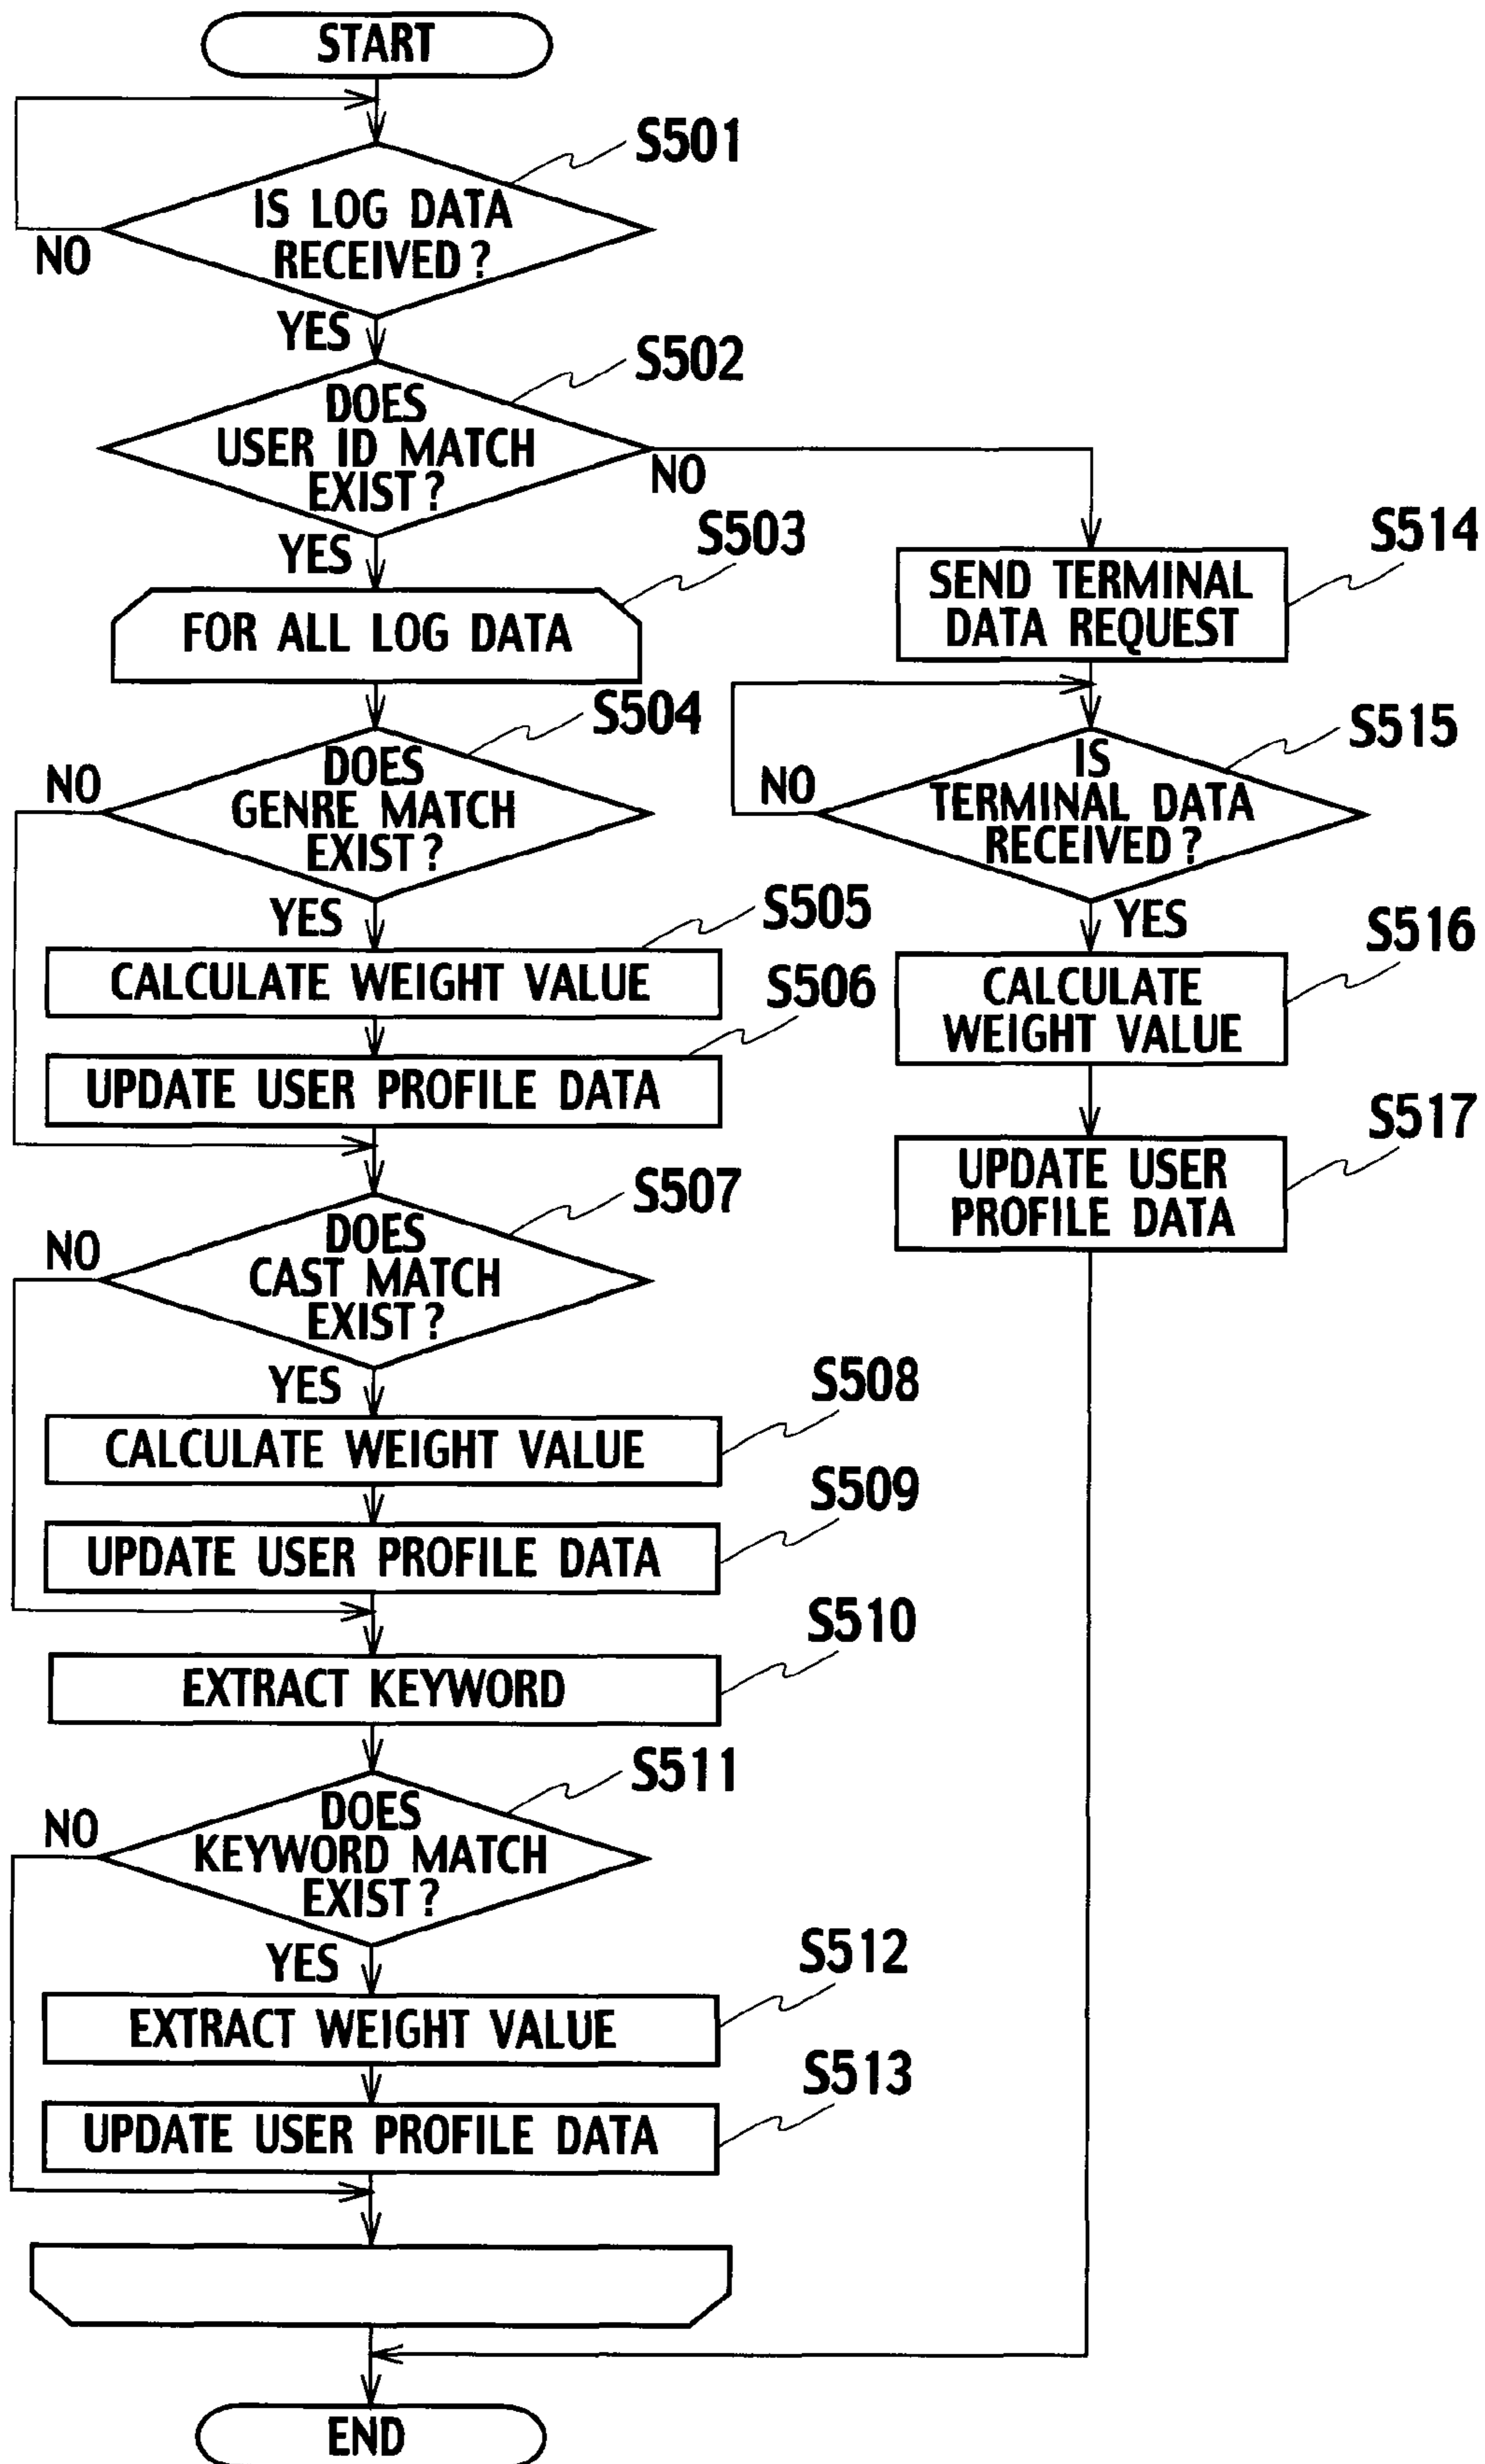 START
S501
IS LOG DATA
RECEIVED?
NO
YES
S502
DOES
USER ID MATCH
EXIST?
NO
YES
S503
FOR ALL LOG DATA
S504
DOES
GENRE MATCH
EXIST?
NO
YES
S505
CALCULATE WEIGHT VALUE
S506
UPDATE USER PROFILE DATA
S507
DOES
CAST MATCH
EXIST?
NO
YES
S508
CALCULATE WEIGHT VALUE
S509
UPDATE USER PROFILE DATA
S510
EXTRACT KEYWORD
S511
DOES
KEYWORD MATCH
EXIST?
NO
YES
S512
EXTRACT WEIGHT VALUE
S513
UPDATE USER PROFILE DATA
S514
SEND TERMINAL
DATA REQUEST
S515
IS
TERMINAL DATA
RECEIVED?
NO
YES
S516
CALCULATE
WEIGHT VALUE
S517
UPDATE USER
PROFILE DATA
END